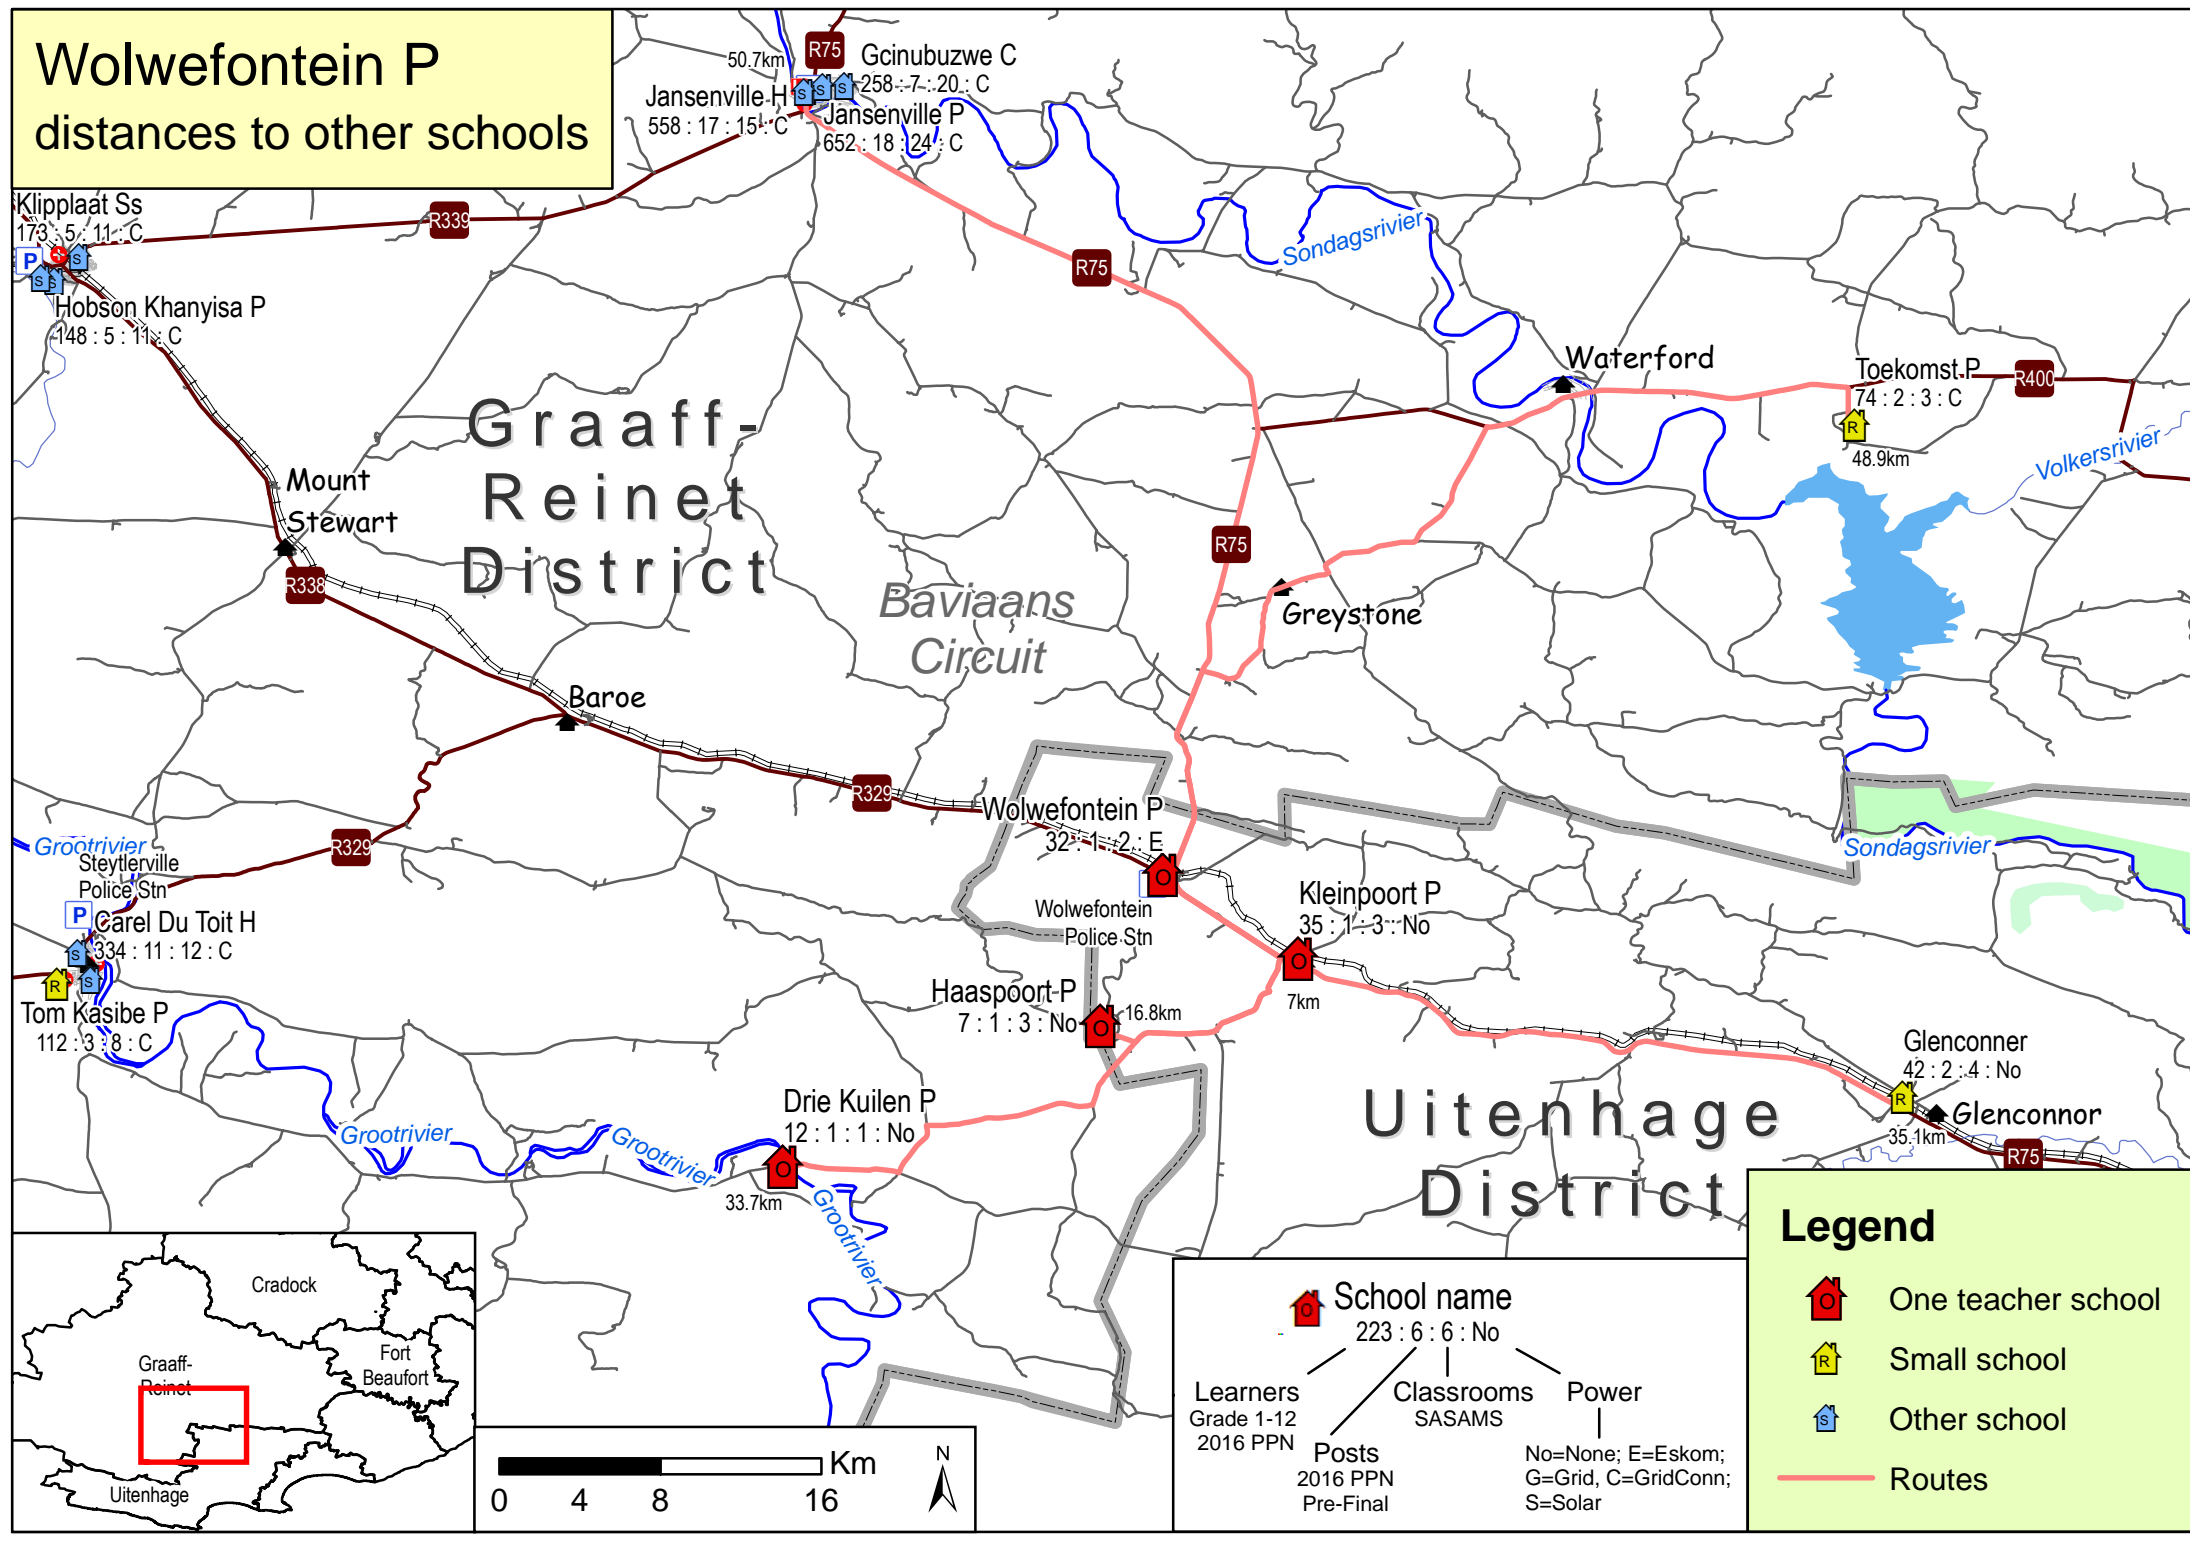 Wolwefontein P
distances to other schools
50.7km
R75
Gcinubuzwe C
258 : 7 : 20 : C
Jansenville H
558 : 17 : 15 : C
Jansenville P
652 : 18 : 24 : C
S
S
S
Klipplaat Ss
173 : 5 : 11 : C
P
S
S
S
Hobson Khanyisa P
148 : 5 : 11 : C
R339
R75
Sondagsrivier
Waterford
Toekomst P
74 : 2 : 3 : C
R
48.9km
R400
Volkersrivier
Graaff-
Reinet
District
Mount
Stewart
R338
R75
Baviaans
Circuit
Greystone
Baroe
R329
Wolwefontein P
32 : 1 : 2 : E
O
Wolwefontein
Police Stn
Kleinpoort P
35 : 1 : 3 : No
O
7km
Sondagsrivier
R329
Grootrivier
Steytlerville
Police Stn
P
Carel Du Toit H
334 : 11 : 12 : C
S
S
R
Tom Kasibe P
112 : 3 : 8 : C
Haaspoort P
7 : 1 : 3 : No
O
16.8km
Drie Kuilen P
12 : 1 : 1 : No
O
33.7km
Grootrivier
Grootrivier
Grootrivier
Glenconner
42 : 2 : 4 : No
R
Glenconnor
35.1km
R75
Uitenhage
District
Cradock
Graaff-
Reinet
Fort
Beaufort
Uitenhage
0 4 8 16
Km
N
O
School name
223 : 6 : 6 : No
Learners
Grade 1-12
2016 PPN
Posts
2016 PPN
Pre-Final
Classrooms
SASAMS
Power
No=None; E=Eskom;
G=Grid, C=GridConn;
S=Solar
Legend
O
One teacher school
R
Small school
S
Other school
Routes